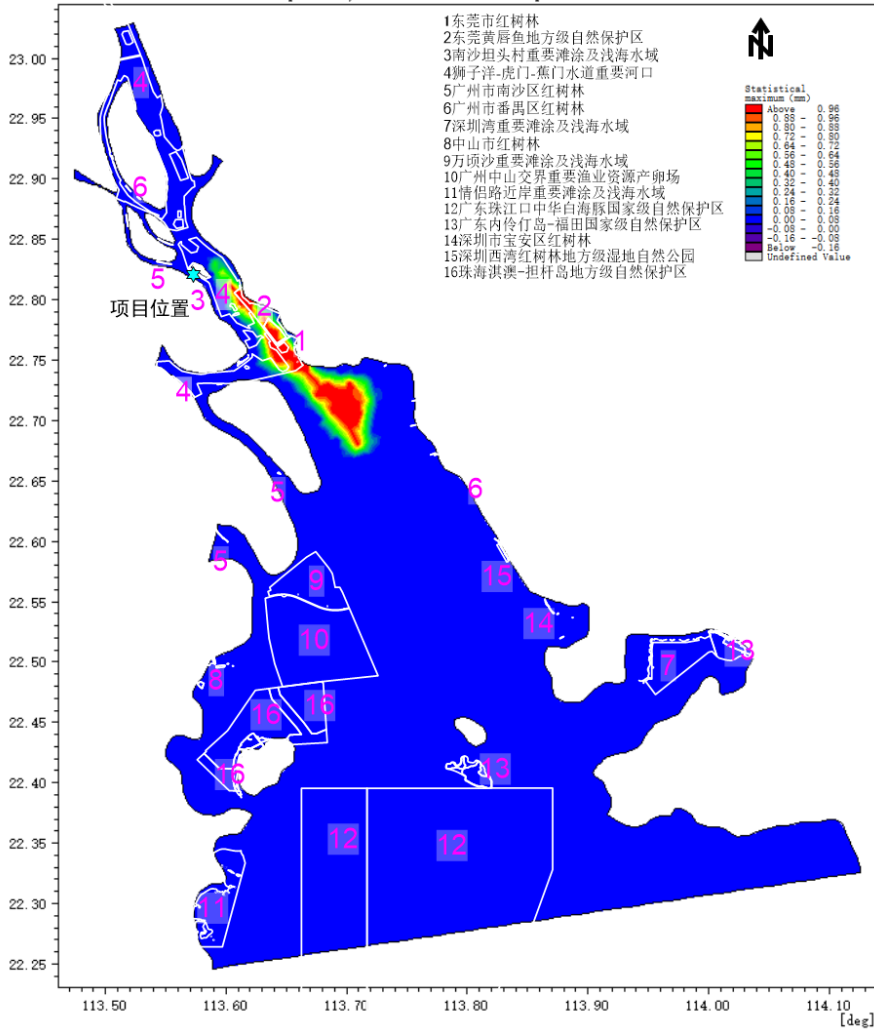 1东莞市红树林
2东莞黄唇鱼地方级自然保护区
3南沙坦头村重要滩涂及浅海水域
4狮子洋-虎门-蕉门水道重要河口
5广州市南沙区红树林
6广州市番禺区红树林
7深圳湾重要滩涂及浅海水域
8中山市红树林
9万顷沙重要滩涂及浅海水域
10广州中山交界重要渔业资源产卵场
11情侣路近岸重要滩涂及浅海水域
12广东珠江口中华白海豚国家级自然保护区
13广东内伶仃岛-福田国家级自然保护区
14深圳市宝安区红树林
15深圳西湾红树林地方级湿地自然公园
16珠海淇澳-担杆岛地方级自然保护区
N
Statistical
maximum (mm)
Above 0.96
0.88 - 0.96
0.80 - 0.88
0.72 - 0.80
0.64 - 0.72
0.56 - 0.64
0.48 - 0.56
0.40 - 0.48
0.32 - 0.40
0.24 - 0.32
0.16 - 0.24
0.08 - 0.16
0.00 - 0.08
-0.08 - 0.00
-0.16 - -0.08
Below -0.16
Undefined Value
23.00
22.95
22.90
22.85
22.80
22.75
22.70
22.65
22.60
22.55
22.50
22.45
22.40
22.35
22.30
22.25
4
6
5
3
4
2
项目位置
1
4
5
6
5
15
9
14
10
7
13
8
16
16
16
13
12
12
11
113.50
113.60
113.70
113.80
113.90
114.00
114.10
[deg]